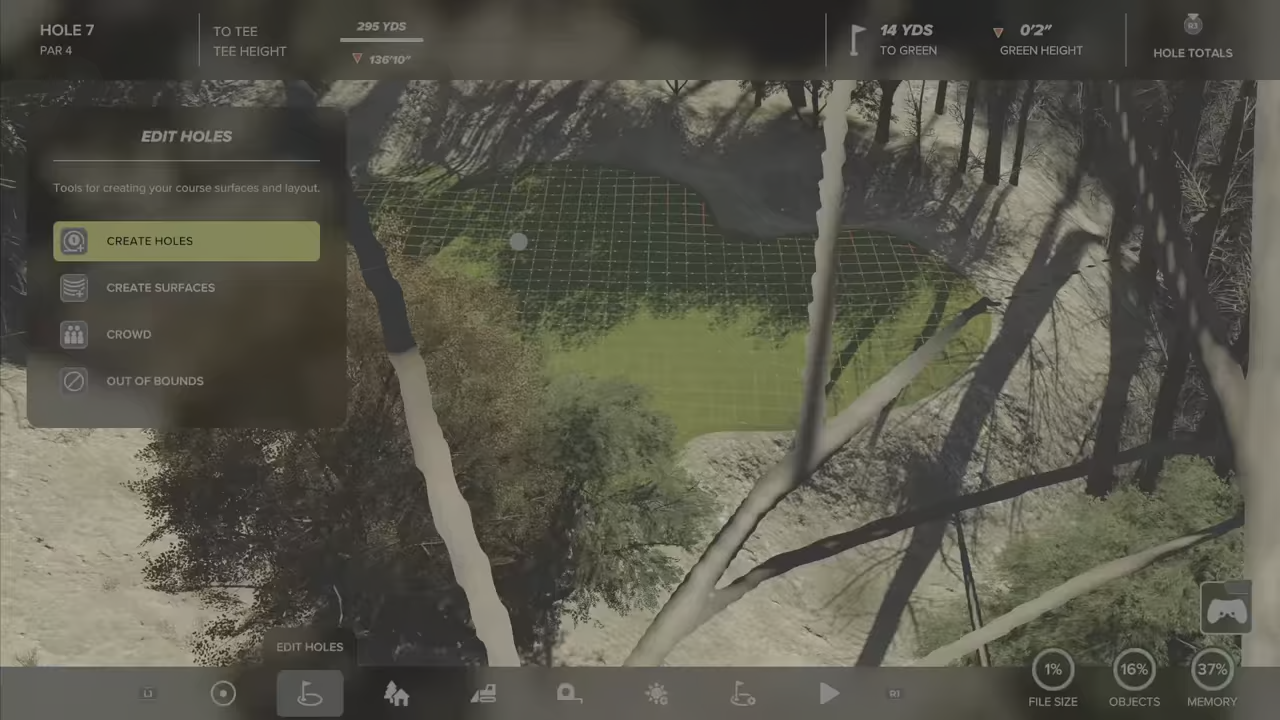 HOLE 7
PAR 4
TO TEE
TEE HEIGHT
295 YDS
136'10"
14 YDS
TO GREEN
0'2"
GREEN HEIGHT
R3
HOLE TOTALS
EDIT HOLES
Tools for creating your course surfaces and layout.
CREATE HOLES
CREATE SURFACES
CROWD
OUT OF BOUNDS
EDIT HOLES
L1
R1
1%
FILE SIZE
16%
OBJECTS
37%
MEMORY